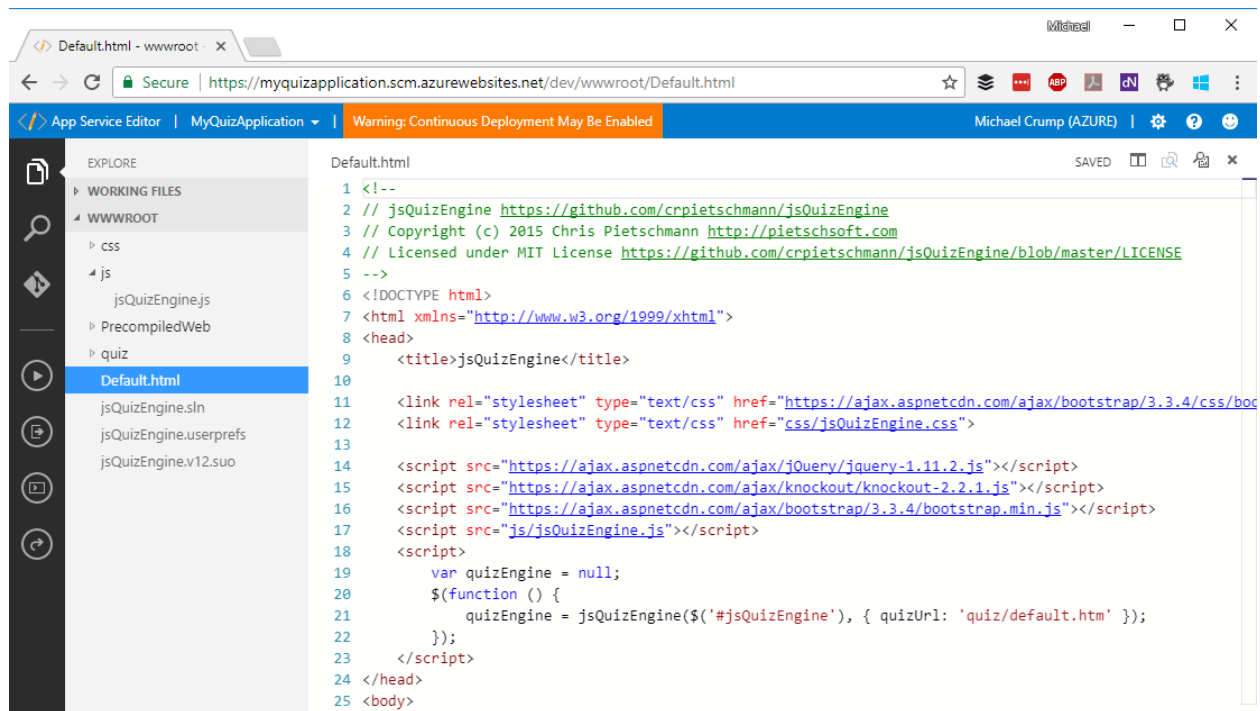 Michael
Default.html - wwwroot -
Secure | https://myquizapplication.scm.azurewebsites.net/dev/wwwroot/Default.html
ABP
dN
</> App Service Editor | MyQuizApplication | Warning: Continuous Deployment May Be Enabled
Michael Crump (AZURE) | ?
EXPLORE
WORKING FILES
WWWROOT
css
js
jsQuizEngine.js
PrecompiledWeb
quiz
Default.html
jsQuizEngine.sln
jsQuizEngine.userprefs
jsQuizEngine.v12.suo
Default.html
SAVED
1 <!--
2 // jsQuizEngine https://github.com/crpietschmann/jsQuizEngine
3 // Copyright (c) 2015 Chris Pietschmann http://pietschsoft.com
4 // Licensed under MIT License https://github.com/crpietschmann/jsQuizEngine/blob/master/LICENSE
5 -->
6 <!DOCTYPE html>
7 <html xmlns="http://www.w3.org/1999/xhtml">
8 <head>
9     <title>jsQuizEngine</title>
10
11     <link rel="stylesheet" type="text/css" href="https://ajax.aspnetcdn.com/ajax/bootstrap/3.3.4/css/boo
12     <link rel="stylesheet" type="text/css" href="css/jsQuizEngine.css">
13
14     <script src="https://ajax.aspnetcdn.com/ajax/jQuery/jquery-1.11.2.js"></script>
15     <script src="https://ajax.aspnetcdn.com/ajax/knockout/knockout-2.2.1.js"></script>
16     <script src="https://ajax.aspnetcdn.com/ajax/bootstrap/3.3.4/bootstrap.min.js"></script>
17     <script src="js/jsQuizEngine.js"></script>
18     <script>
19         var quizEngine = null;
20         $(function () {
21             quizEngine = jsQuizEngine($('#jsQuizEngine'), { quizUrl: 'quiz/default.htm' });
22         });
23     </script>
24 </head>
25 <body>